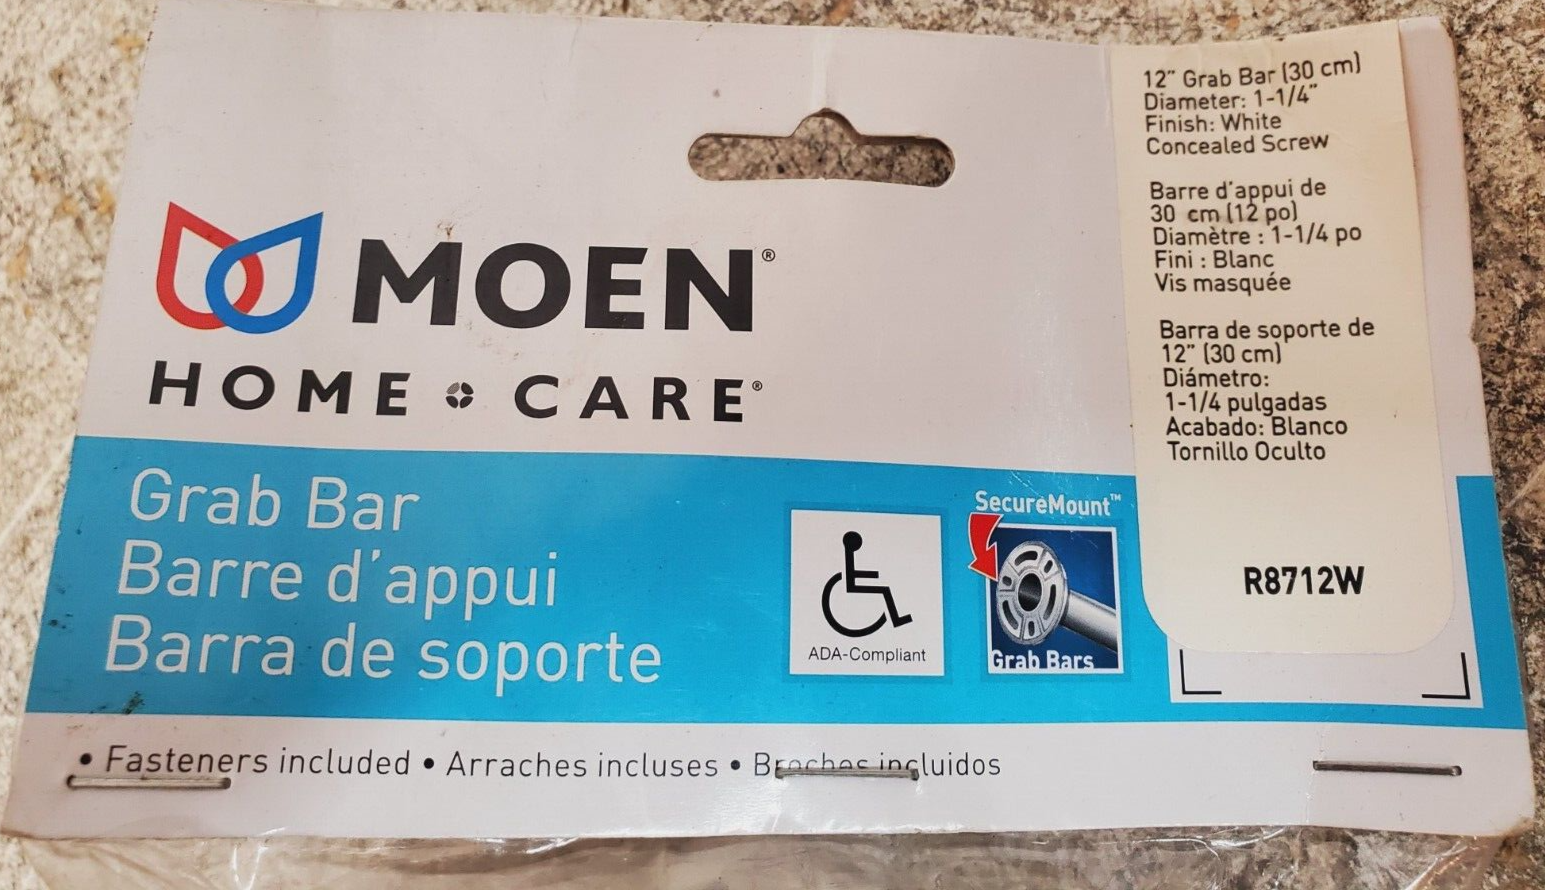 MOEN®
HOME CARE®
Grab Bar
Barre d'appui
Barra de soporte
ADA-Compliant
SecureMount™
Grab Bars
• Fasteners included • Arraches incluses • Broches incluidos
12" Grab Bar (30 cm)
Diameter: 1-1/4"
Finish: White
Concealed Screw
Barre d'appui de
30 cm (12 po)
Diamètre : 1-1/4 po
Fini : Blanc
Vis masquée
Barra de soporte de
12" (30 cm)
Diámetro:
1-1/4 pulgadas
Acabado: Blanco
Tornillo Oculto
R8712W